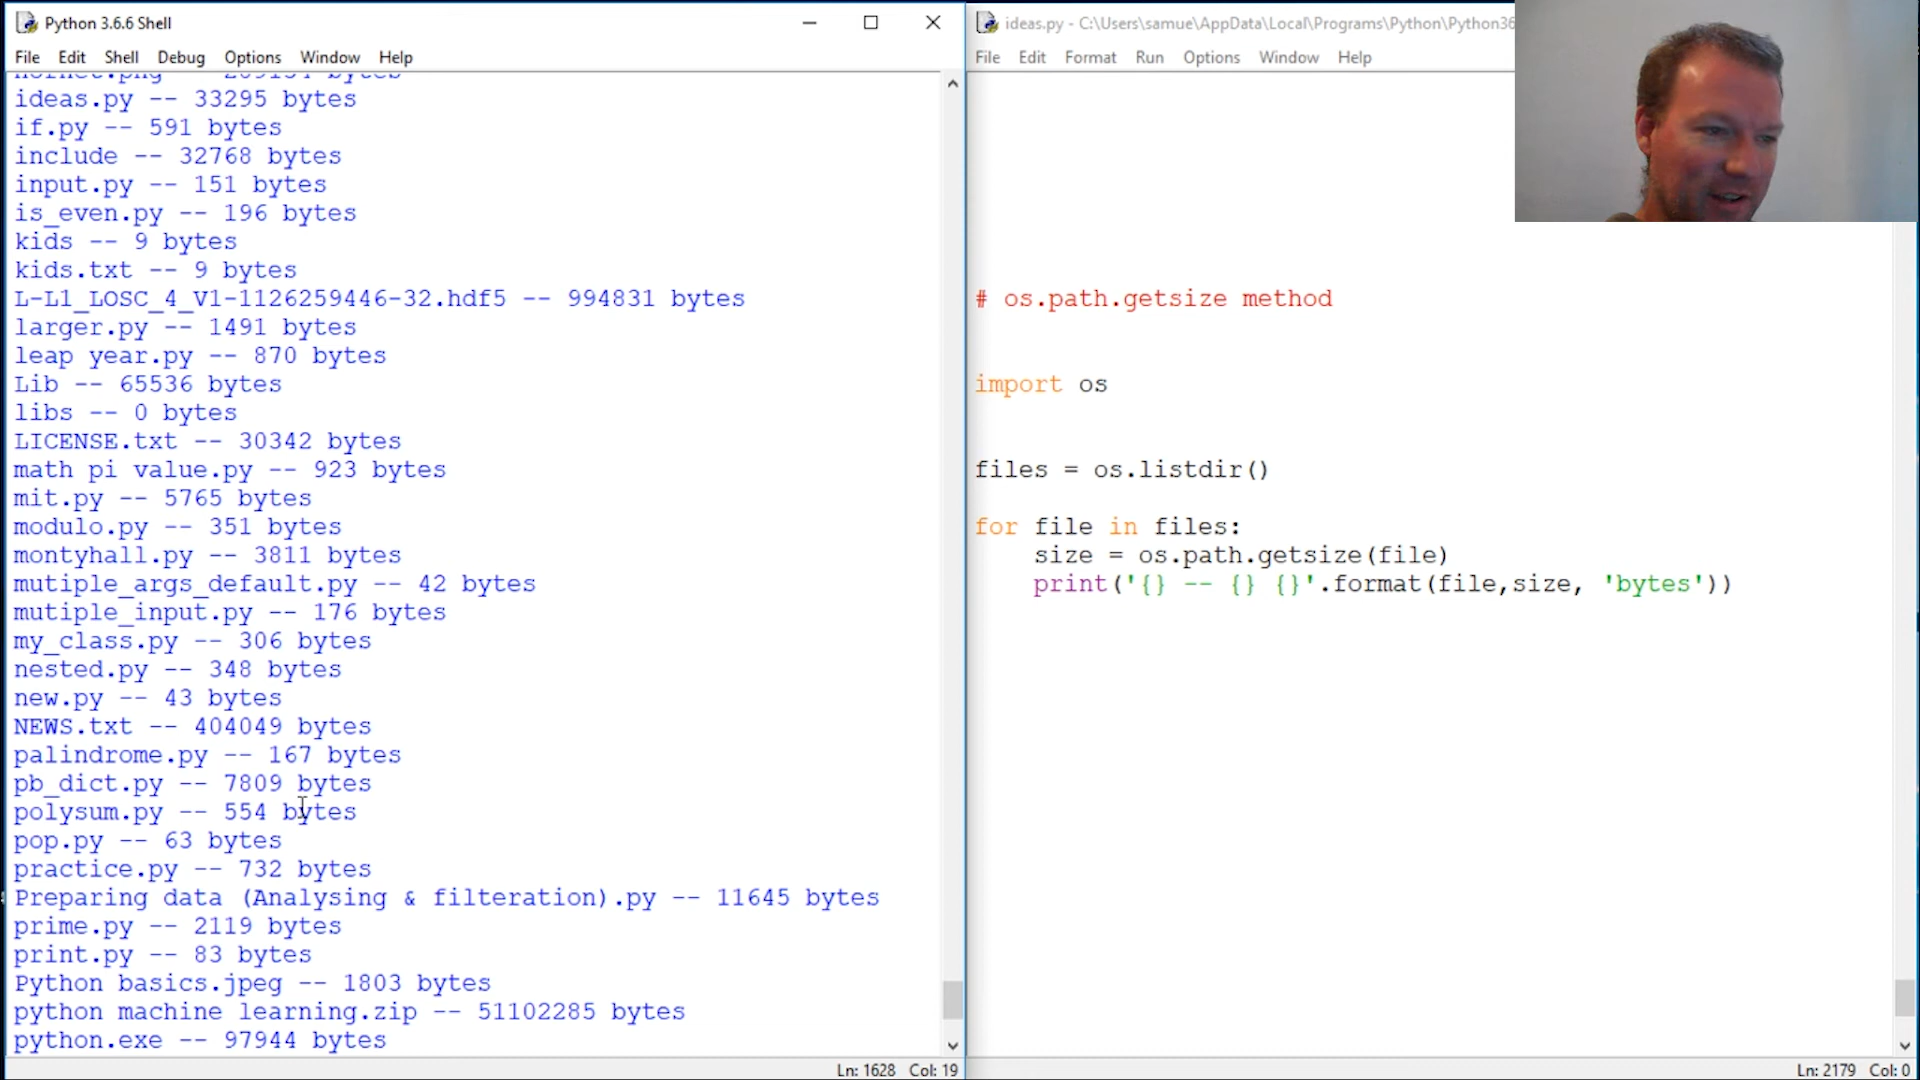 Python 3.6.6 Shell
File Edit Shell Debug Options Window Help
ideas.py -- 33295 bytes
if.py -- 591 bytes
include -- 32768 bytes
input.py -- 151 bytes
is_even.py -- 196 bytes
kids -- 9 bytes
kids.txt -- 9 bytes
L-L1_LOSC_4_V1-1126259446-32.hdf5 -- 994831 bytes
larger.py -- 1491 bytes
leap year.py -- 870 bytes
Lib -- 65536 bytes
libs -- 0 bytes
LICENSE.txt -- 30342 bytes
math pi value.py -- 923 bytes
mit.py -- 5765 bytes
modulo.py -- 351 bytes
montyhall.py -- 3811 bytes
mutiple_args_default.py -- 42 bytes
mutiple_input.py -- 176 bytes
my_class.py -- 306 bytes
nested.py -- 348 bytes
new.py -- 43 bytes
NEWS.txt -- 404049 bytes
palindrome.py -- 167 bytes
pb_dict.py -- 7809 bytes
polysum.py -- 554 bytes
pop.py -- 63 bytes
practice.py -- 732 bytes
Preparing data (Analysing & filteration).py -- 11645 bytes
prime.py -- 2119 bytes
print.py -- 83 bytes
Python basics.jpeg -- 1803 bytes
python machine learning.zip -- 51102285 bytes
python.exe -- 97944 bytes
Ln: 1628 Col: 19
ideas.py - C:\Users\samue\AppData\Local\Programs\Python\Python36
File Edit Format Run Options Window Help
# os.path.getsize method
import os
files = os.listdir()
for file in files:
size = os.path.getsize(file)
print('{} -- {} {}'.format(file,size, 'bytes'))
Ln: 2179 Col: 0